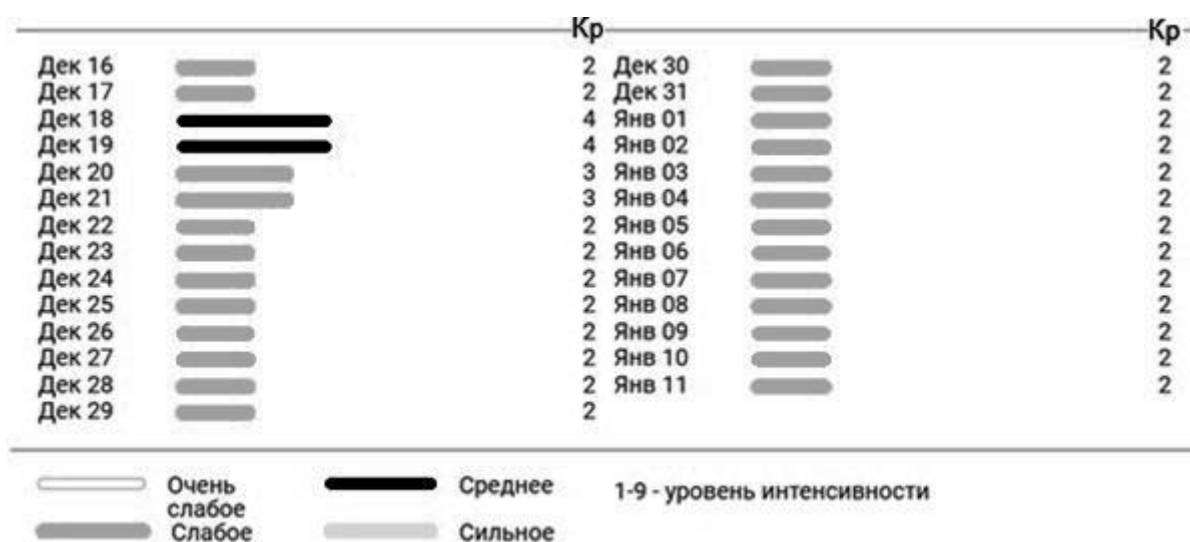 Кр Кр
Дек 16 2 Дек 30 2
Дек 17 2 Дек 31 2
Дек 18 4 Янв 01 2
Дек 19 4 Янв 02 2
Дек 20 3 Янв 03 2
Дек 21 3 Янв 04 2
Дек 22 2 Янв 05 2
Дек 23 2 Янв 06 2
Дек 24 2 Янв 07 2
Дек 25 2 Янв 08 2
Дек 26 2 Янв 09 2
Дек 27 2 Янв 10 2
Дек 28 2 Янв 11 2
Дек 29 2
Очень слабое Среднее 1-9 - уровень интенсивности
Слабое Сильное